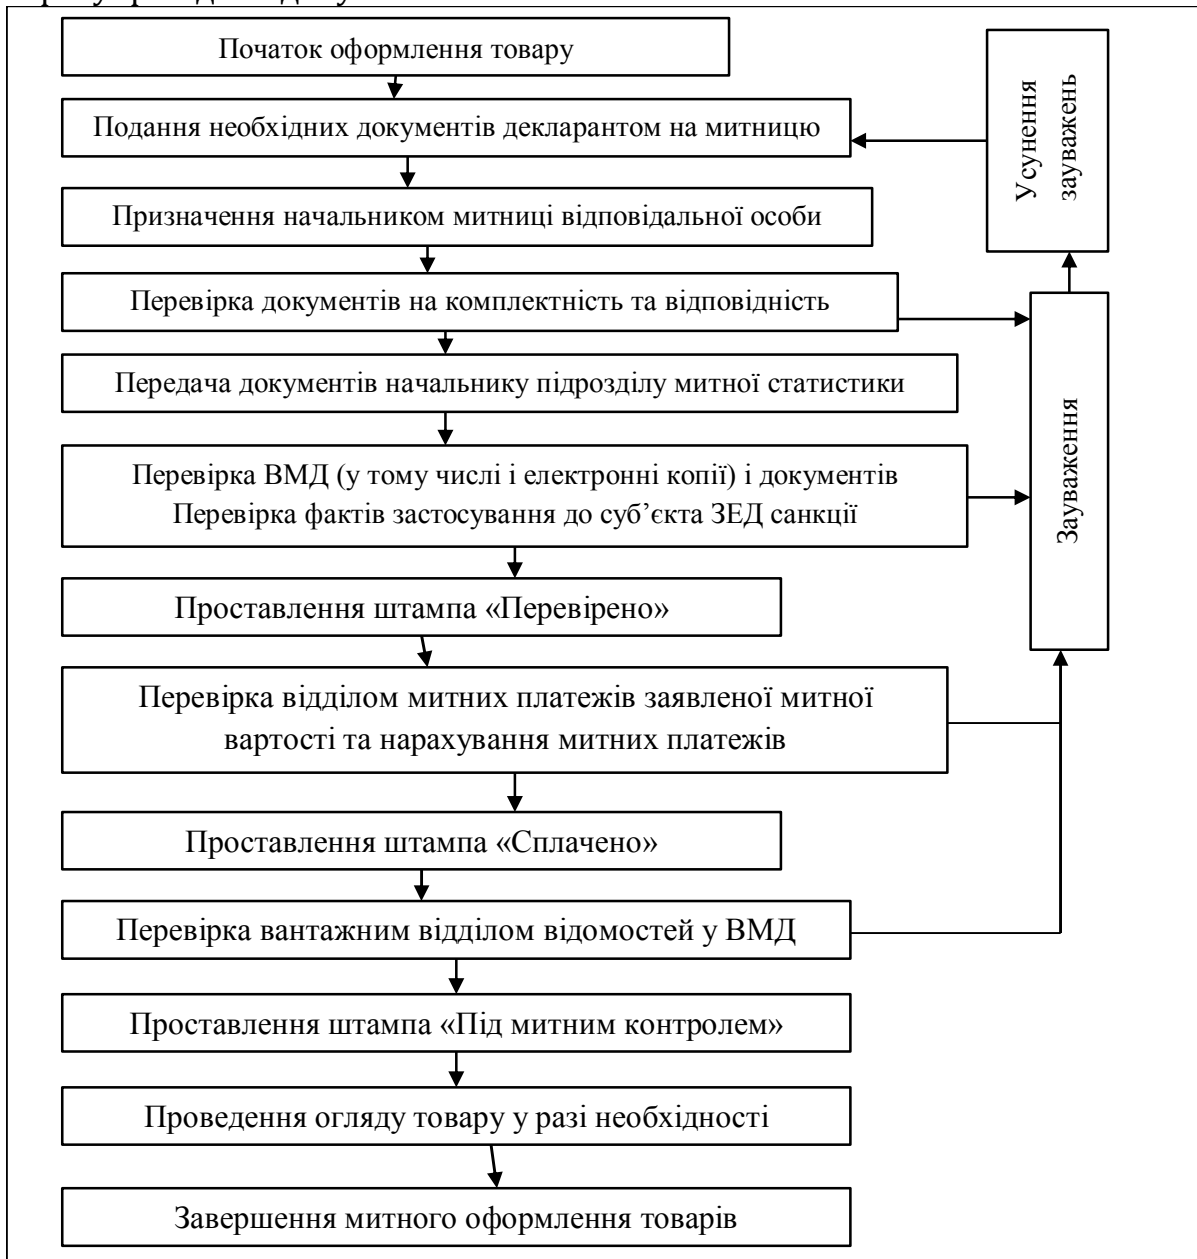 Початок оформлення товару
Подання необхідних документів декларантом на митницю
Призначення начальником митниці відповідальної особи
Перевірка документів на комплектність та відповідність
Передача документів начальнику підрозділу митної статистики
Перевірка ВМД (у тому числі і електронні копії) і документів
Перевірка фактів застосування до суб’єкта ЗЕД санкції
Проставлення штампа «Перевірено»
Перевірка відділом митних платежів заявленої митної
вартості та нарахування митних платежів
Проставлення штампа «Сплачено»
Перевірка вантажним відділом відомостей у ВМД
Проставлення штампа «Під митним контролем»
Проведення огляду товару у разі необхідності
Завершення митного оформлення товарів
Усунення
зауважень
Зауваження